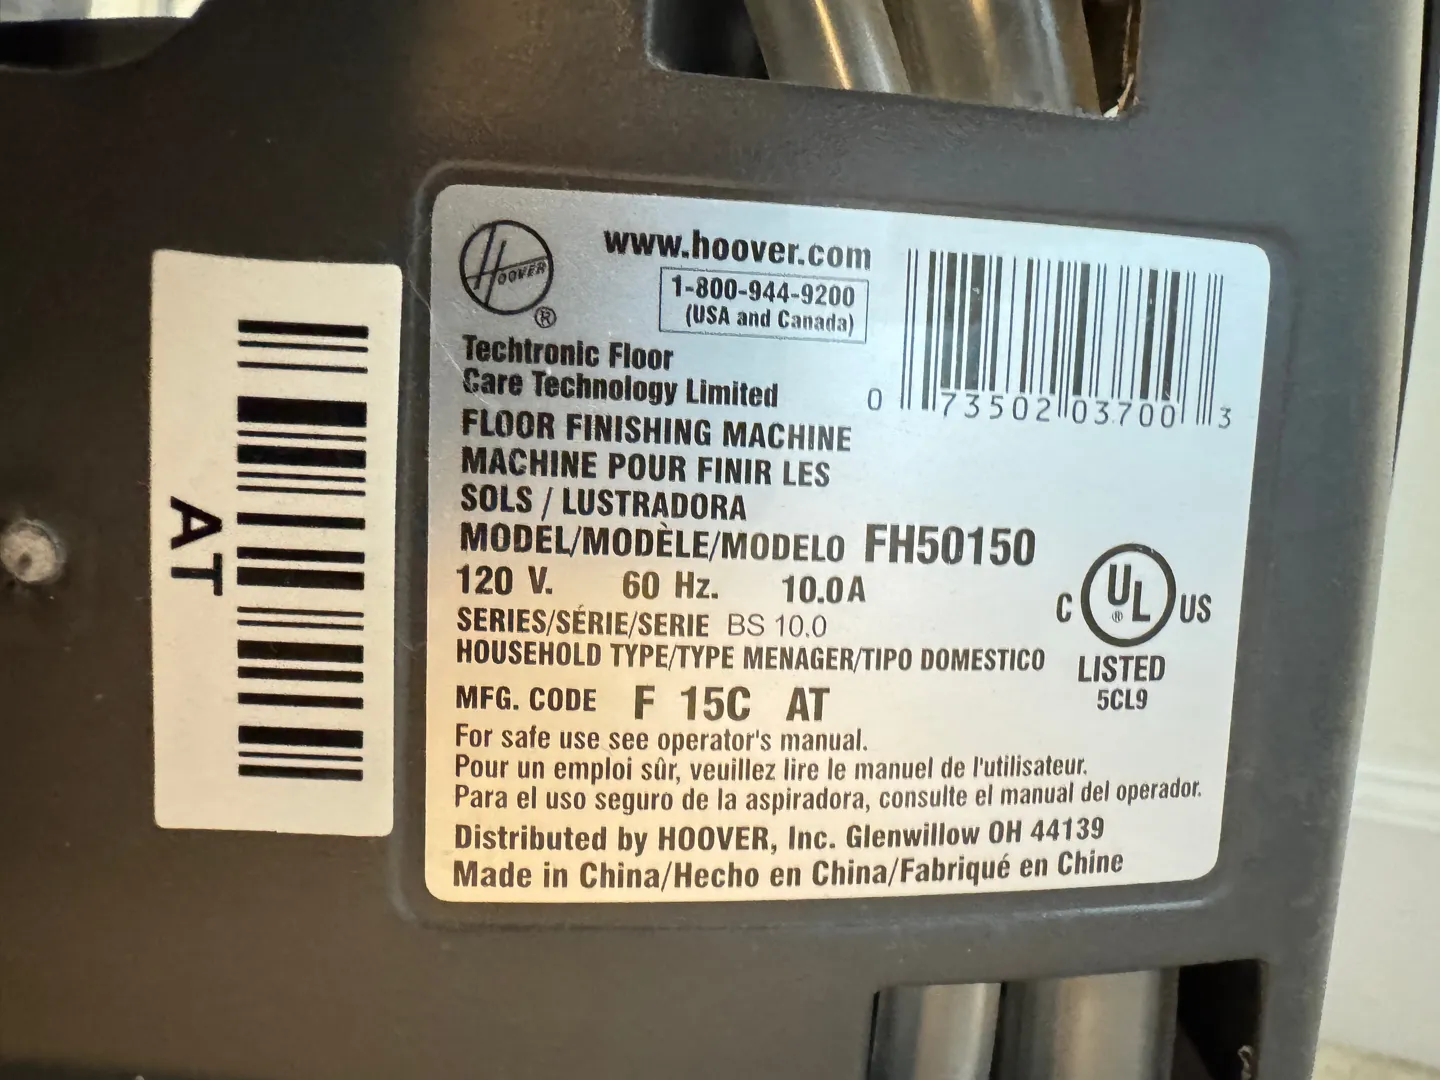 AT
HOOVER
®
www.hoover.com
1-800-944-9200
(USA and Canada)
0 73502 03700 3
Techtronic Floor
Care Technology Limited
FLOOR FINISHING MACHINE
MACHINE POUR FINIR LES
SOLS / LUSTRADORA
MODEL/MODÈLE/MODELO FH50150
120 V. 60 Hz. 10.0A
SERIES/SÉRIE/SERIE BS 10.0
HOUSEHOLD TYPE/TYPE MENAGER/TIPO DOMESTICO
C UL ® US
LISTED
5CL9
MFG. CODE F 15C AT
For safe use see operator's manual.
Pour un emploi sûr, veuillez lire le manuel de l'utilisateur.
Para el uso seguro de la aspiradora, consulte el manual del operador.
Distributed by HOOVER, Inc. Glenwillow OH 44139
Made in China/Hecho en China/Fabriqué en Chine